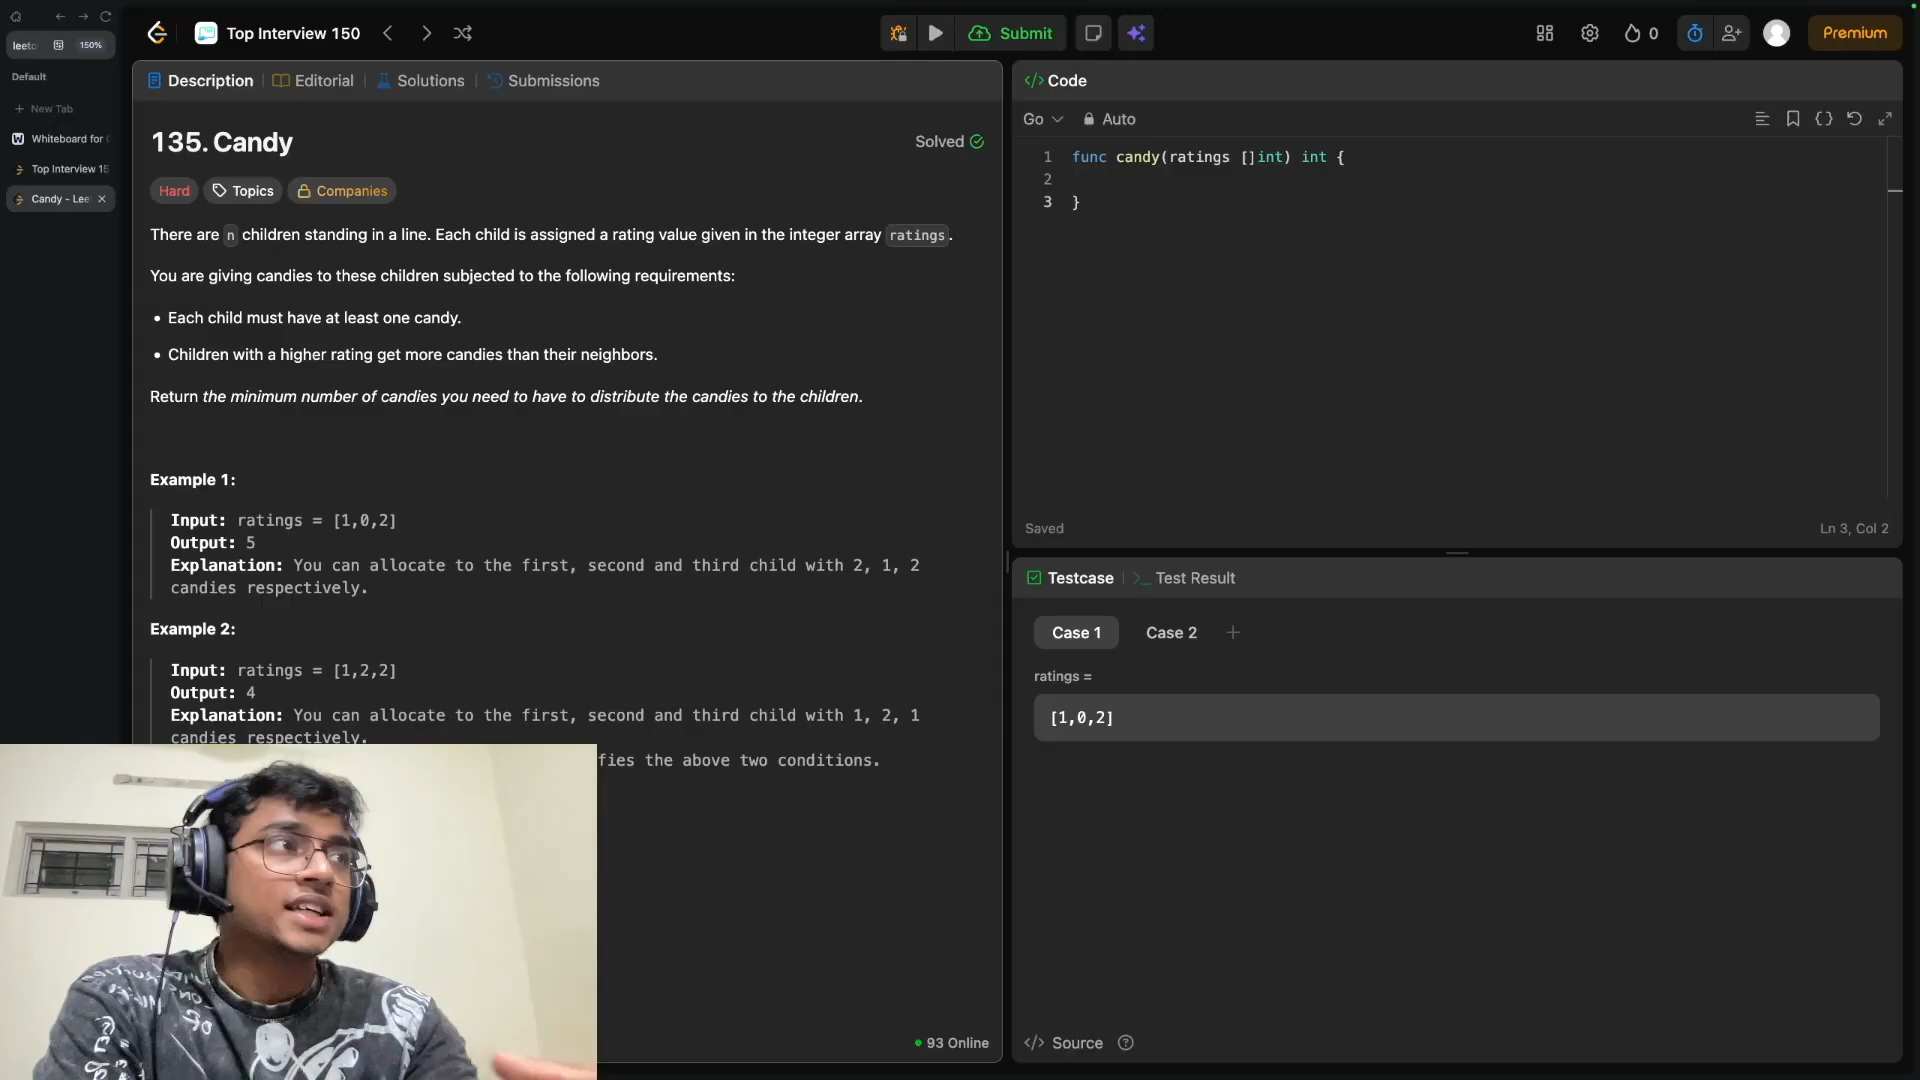 leetc
150%
Default
New Tab
Whiteboard for
Top Interview 15
Candy - Lee
Top Interview 150
Submit
0
Premium
Description
Editorial
Solutions
Submissions
135. Candy
Solved
Hard
Topics
Companies
There are n children standing in a line. Each child is assigned a rating value given in the integer array ratings.
You are giving candies to these children subjected to the following requirements:
• Each child must have at least one candy.
• Children with a higher rating get more candies than their neighbors.
Return the minimum number of candies you need to have to distribute the candies to the children.
Example 1:
Input: ratings = [1,0,2]
Output: 5
Explanation: You can allocate to the first, second and third child with 2, 1, 2
candies respectively.
Example 2:
Input: ratings = [1,2,2]
Output: 4
Explanation: You can allocate to the first, second and third child with 1, 2, 1
candies respectively.
fies the above two conditions.
93 Online
</> Code
Go
Auto
1 func candy(ratings []int) int {
2
3 }
Saved
Ln 3, Col 2
Testcase
Test Result
Case 1
Case 2
ratings =
[1,0,2]
</> Source